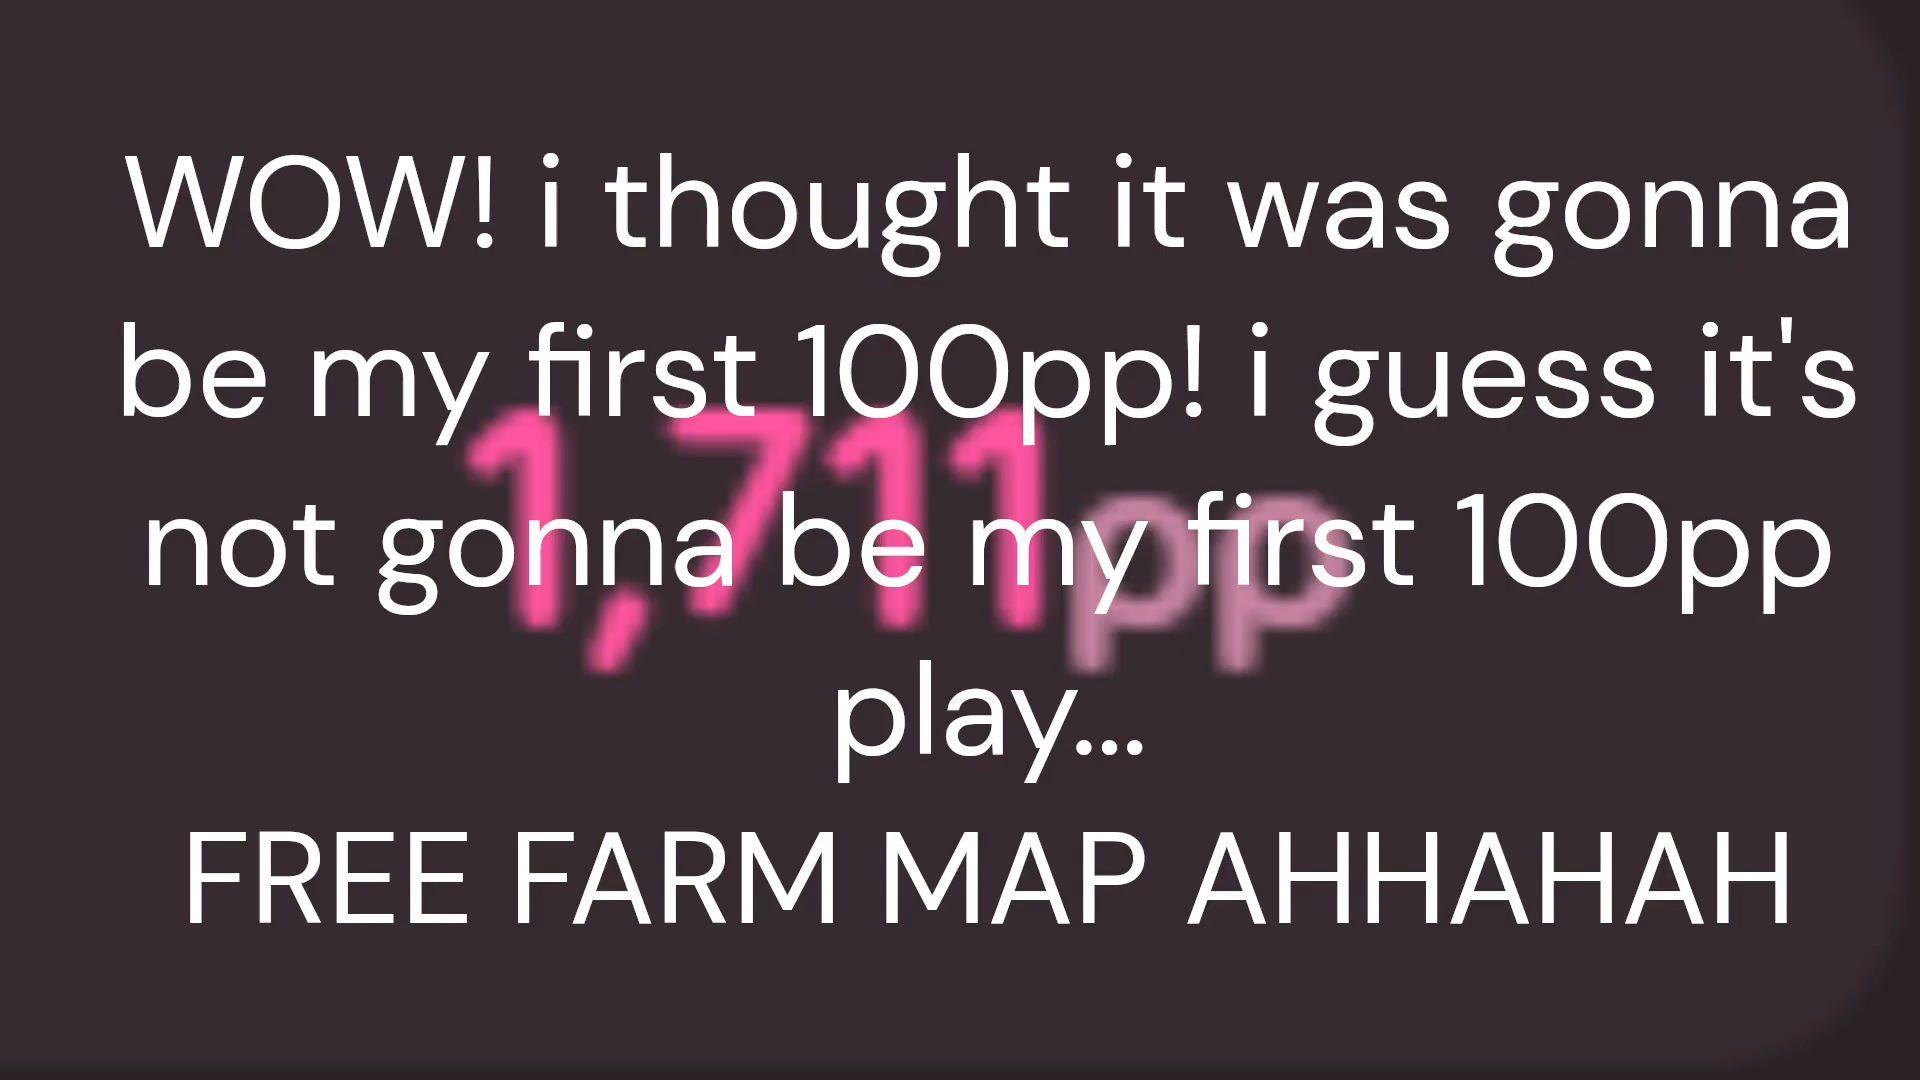 WOW! i thought it was gonna
be my first 100pp! i guess it's
1,711pp
not gonna be my first 100pp
play...
FREE FARM MAP AHHAHAH